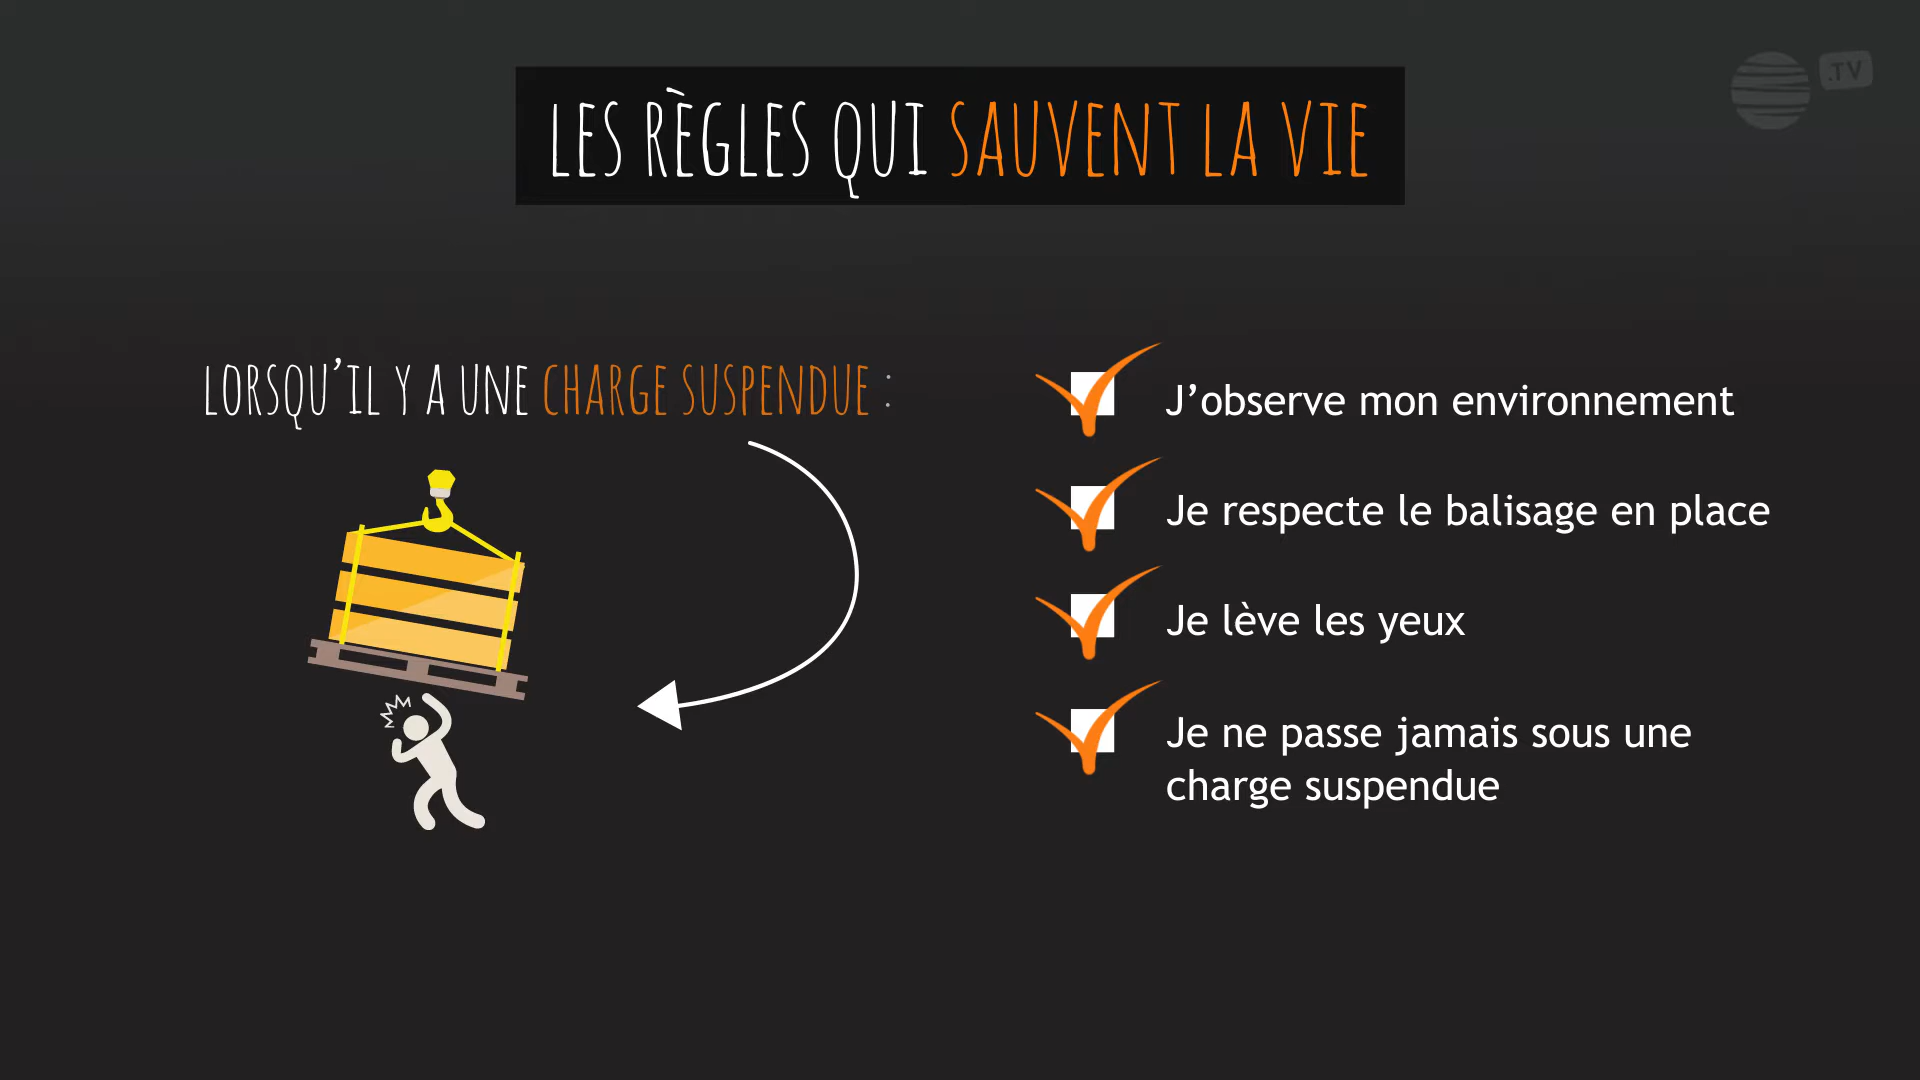 LES RÈGLES QUI SAUVENT LA VIE
.TV
LORSQU’IL Y A UNE CHARGE SUSPENDUE :
J’observe mon environnement
Je respecte le balisage en place
Je lève les yeux
Je ne passe jamais sous une
charge suspendue